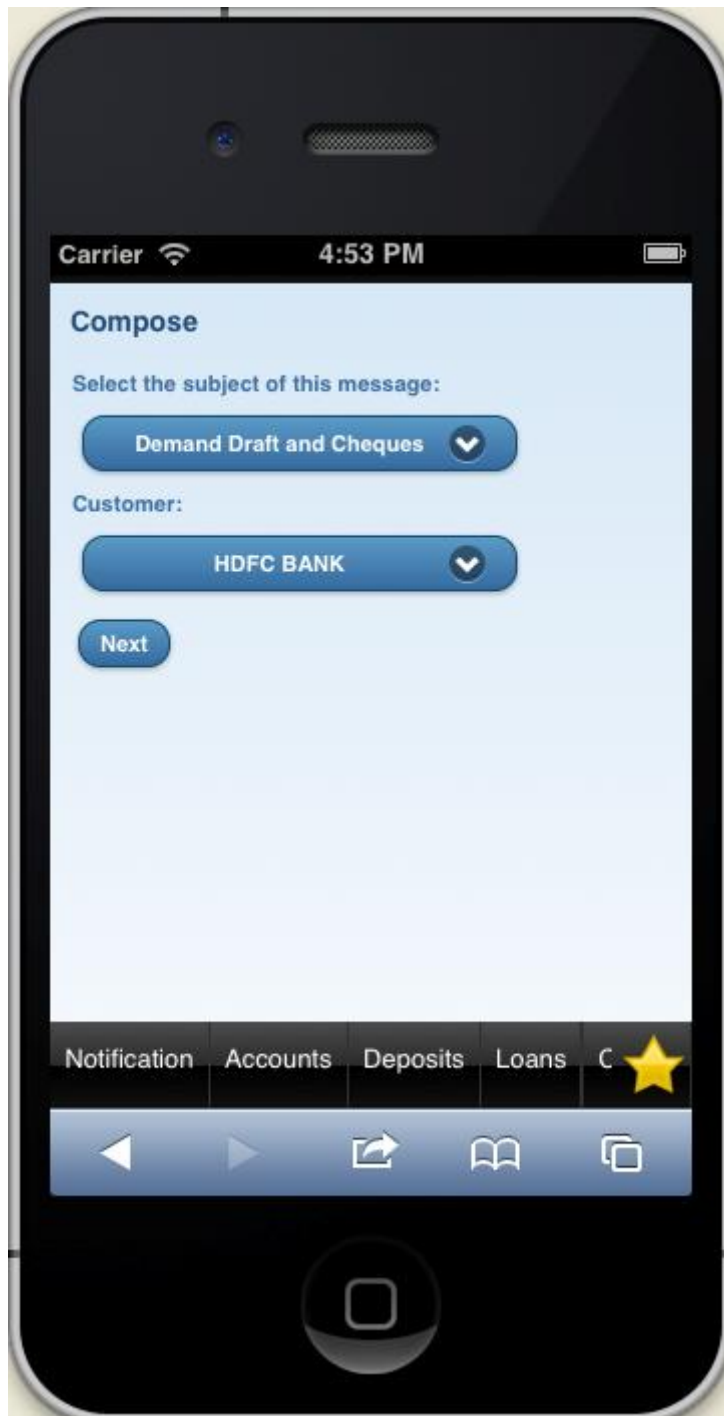 Carrier 4:53 PM
Compose
Select the subject of this message:
Demand Draft and Cheques
Customer:
HDFC BANK
Next
Notification Accounts Deposits Loans C